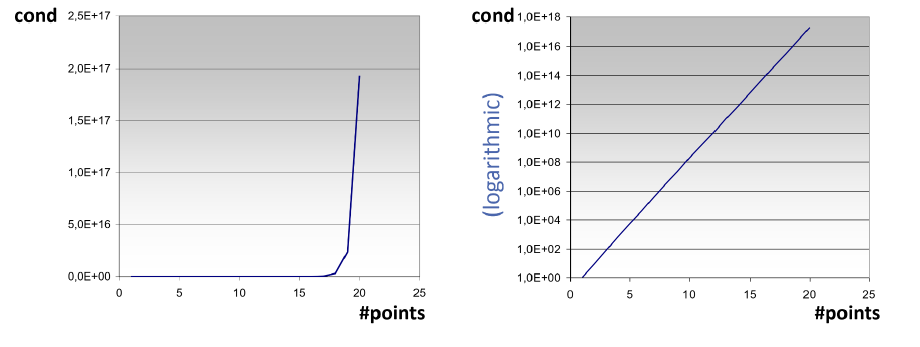 cond
2,5E+17
2,0E+17
1,5E+17
1,0E+17
5,0E+16
0,0E+00
0 5 10 15 20 25
#points
cond
(logarithmic)
1,0E+18
1,0E+16
1,0E+14
1,0E+12
1,0E+10
1,0E+08
1,0E+06
1,0E+04
1,0E+02
1,0E+00
0 5 10 15 20 25
#points